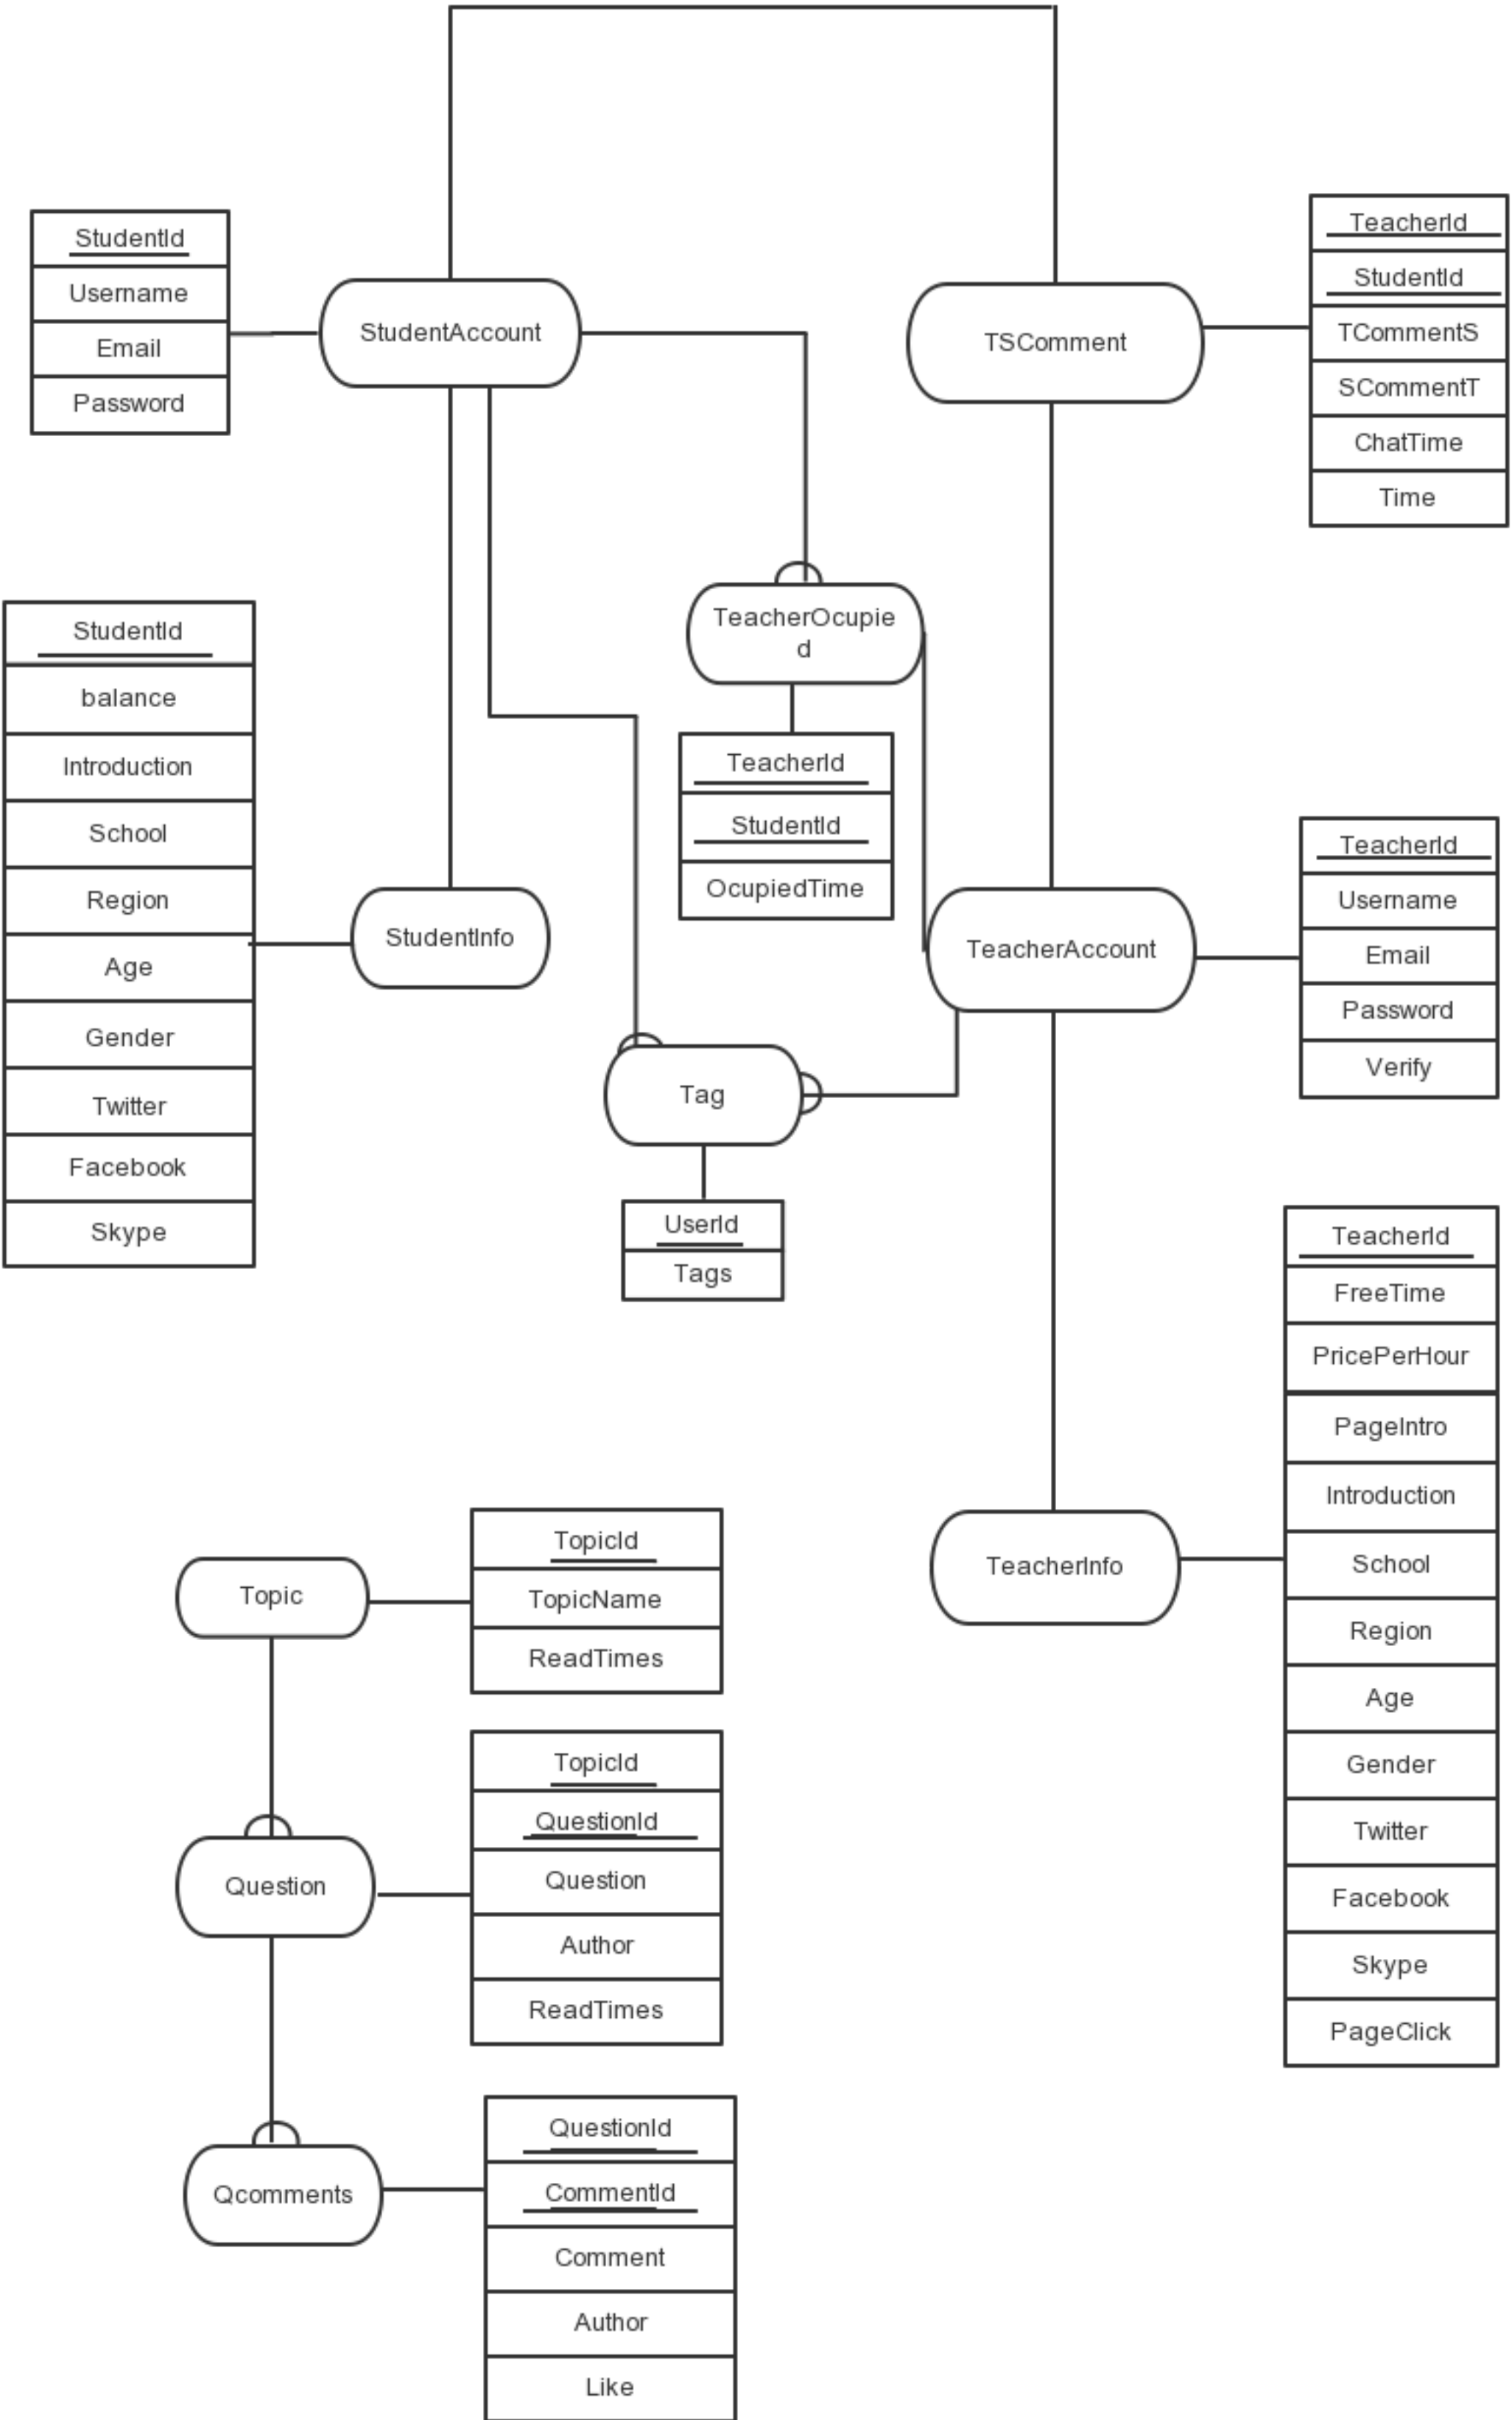 StudentId
Username
Email
Password
StudentAccount
TSComment
TeacherId
StudentId
TCommentS
SCommentT
ChatTime
Time
TeacherOcupie
d
TeacherId
StudentId
OcupiedTime
StudentId
balance
Introduction
School
Region
Age
Gender
Twitter
Facebook
Skype
StudentInfo
TeacherAccount
TeacherId
Username
Email
Password
Verify
Tag
UserId
Tags
TeacherInfo
TeacherId
FreeTime
PricePerHour
PageIntro
Introduction
School
Region
Age
Gender
Twitter
Facebook
Skype
PageClick
Topic
TopicId
TopicName
ReadTimes
Question
TopicId
QuestionId
Question
Author
ReadTimes
Qcomments
QuestionId
CommentId
Comment
Author
Like